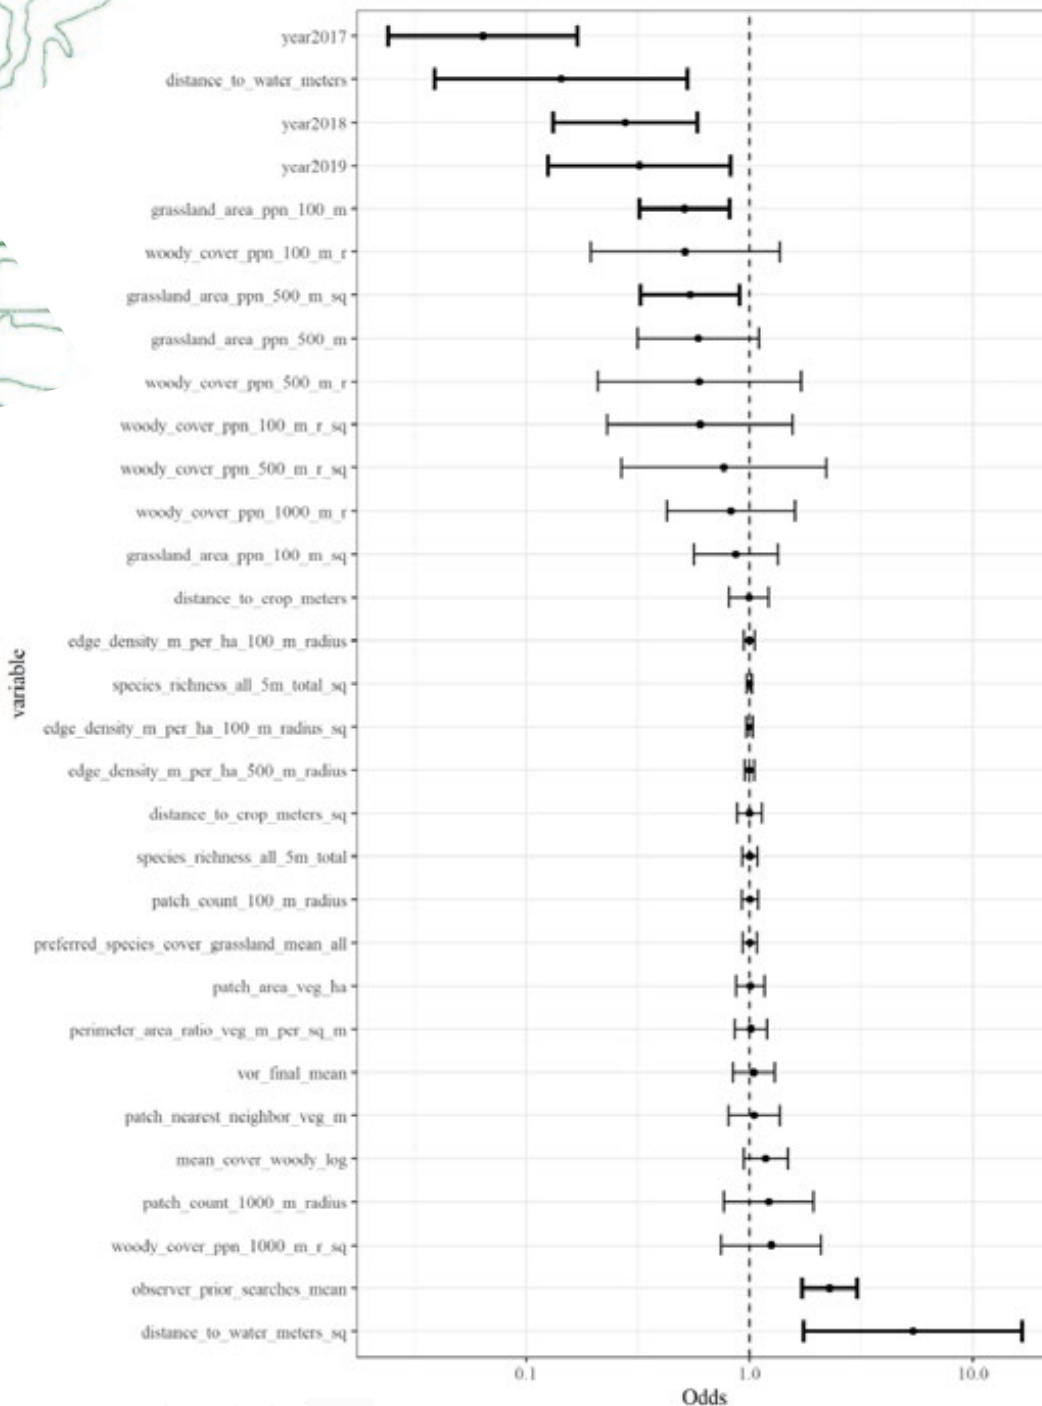 year2017
distance_to_water_meters
year2018
year2019
grassland_area_ppn_100_m
woody_cover_ppn_100_m_r
grassland_area_ppn_500_m_sq
grassland_area_ppn_500_m
woody_cover_ppn_500_m_r
woody_cover_ppn_100_m_r_sq
woody_cover_ppn_500_m_r_sq
woody_cover_ppn_1000_m_r
grassland_area_ppn_100_m_sq
distance_to_crop_meters
edge_density_m_per_ha_100_m_radius
species_richness_all_5m_total_sq
edge_density_m_per_ha_100_m_radius_sq
edge_density_m_per_ha_500_m_radius
distance_to_crop_meters_sq
species_richness_all_5m_total
patch_count_100_m_radius
preferred_species_cover_grassland_mean_all
patch_area_veg_ha
perimeter_area_ratio_veg_m_per_sq_m
vor_final_mean
patch_nearest_neighbor_veg_m
mean_cover_woody_log
patch_count_1000_m_radius
woody_cover_ppn_1000_m_r_sq
observer_prior_searches_mean
distance_to_water_meters_sq
variable
0.1 1.0 10.0
Odds